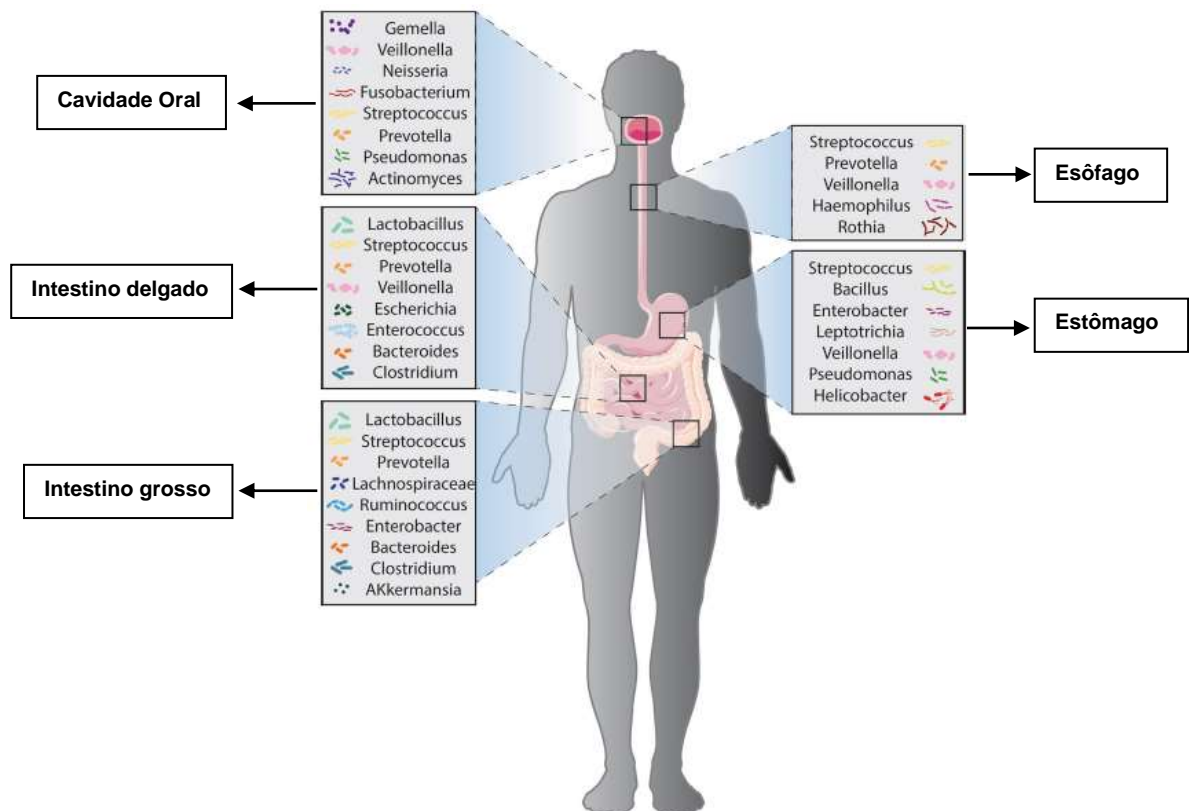 Cavidade Oral
Gemella
Veillonella
Neisseria
Fusobacterium
Streptococcus
Prevotella
Pseudomonas
Actinomyces
Esôfago
Streptococcus
Prevotella
Veillonella
Haemophilus
Rothia
Intestino delgado
Lactobacillus
Streptococcus
Prevotella
Veillonella
Escherichia
Enterococcus
Bacteroides
Clostridium
Estômago
Streptococcus
Bacillus
Enterobacter
Leptotrichia
Veillonella
Pseudomonas
Helicobacter
Intestino grosso
Lactobacillus
Streptococcus
Prevotella
Lachnospiraceae
Ruminococcus
Enterobacter
Bacteroides
Clostridium
AKkermansia